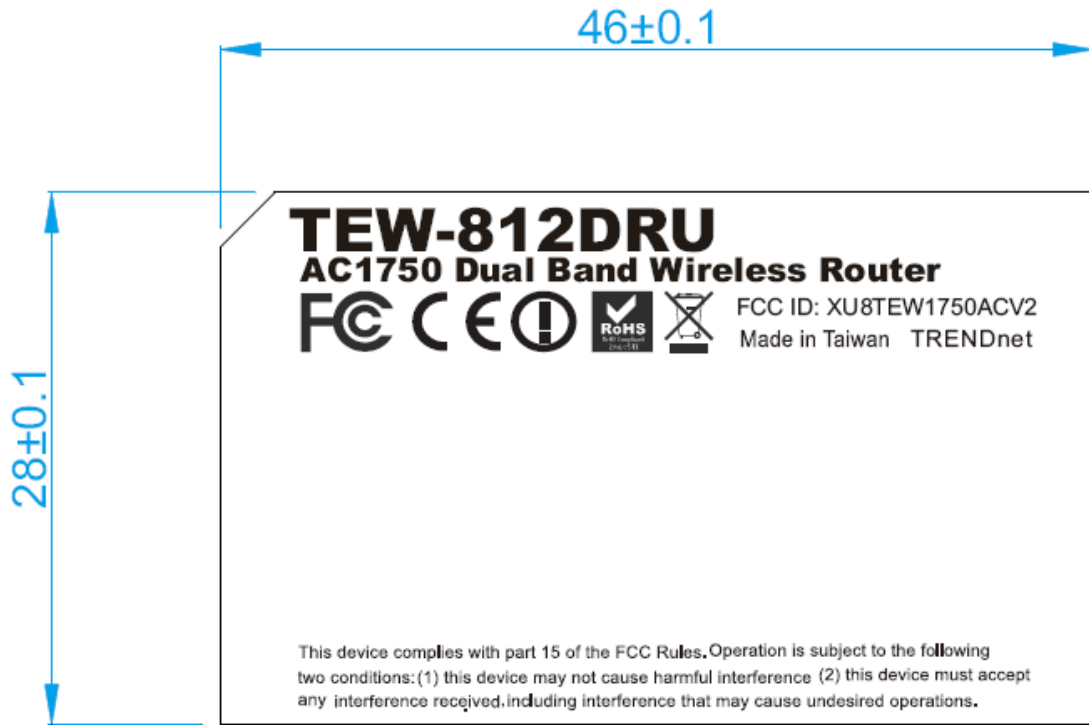 46±0.1
28±0.1
TEW-812DRU
AC1750 Dual Band Wireless Router
FC CE RoHS FCC ID: XU8TEW1750ACV2
Made in Taiwan TRENDnet
This device complies with part 15 of the FCC Rules. Operation is subject to the following
two conditions: (1) this device may not cause harmful interference (2) this device must accept
any interference received, including interference that may cause undesired operations.